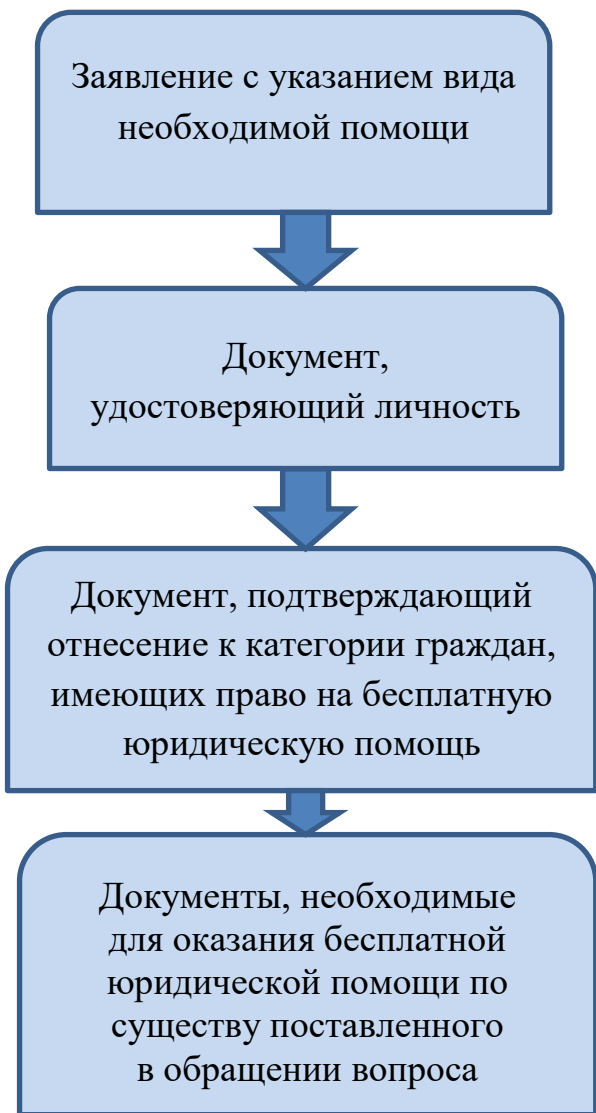 Заявление с указанием вида
необходимой помощи
Документ,
удостоверяющий личность
Документ, подтверждающий
отнесение к категории граждан,
имеющих право на бесплатную
юридическую помощь
Документы, необходимые
для оказания бесплатной
юридической помощи по
существу поставленного
в обращении вопроса